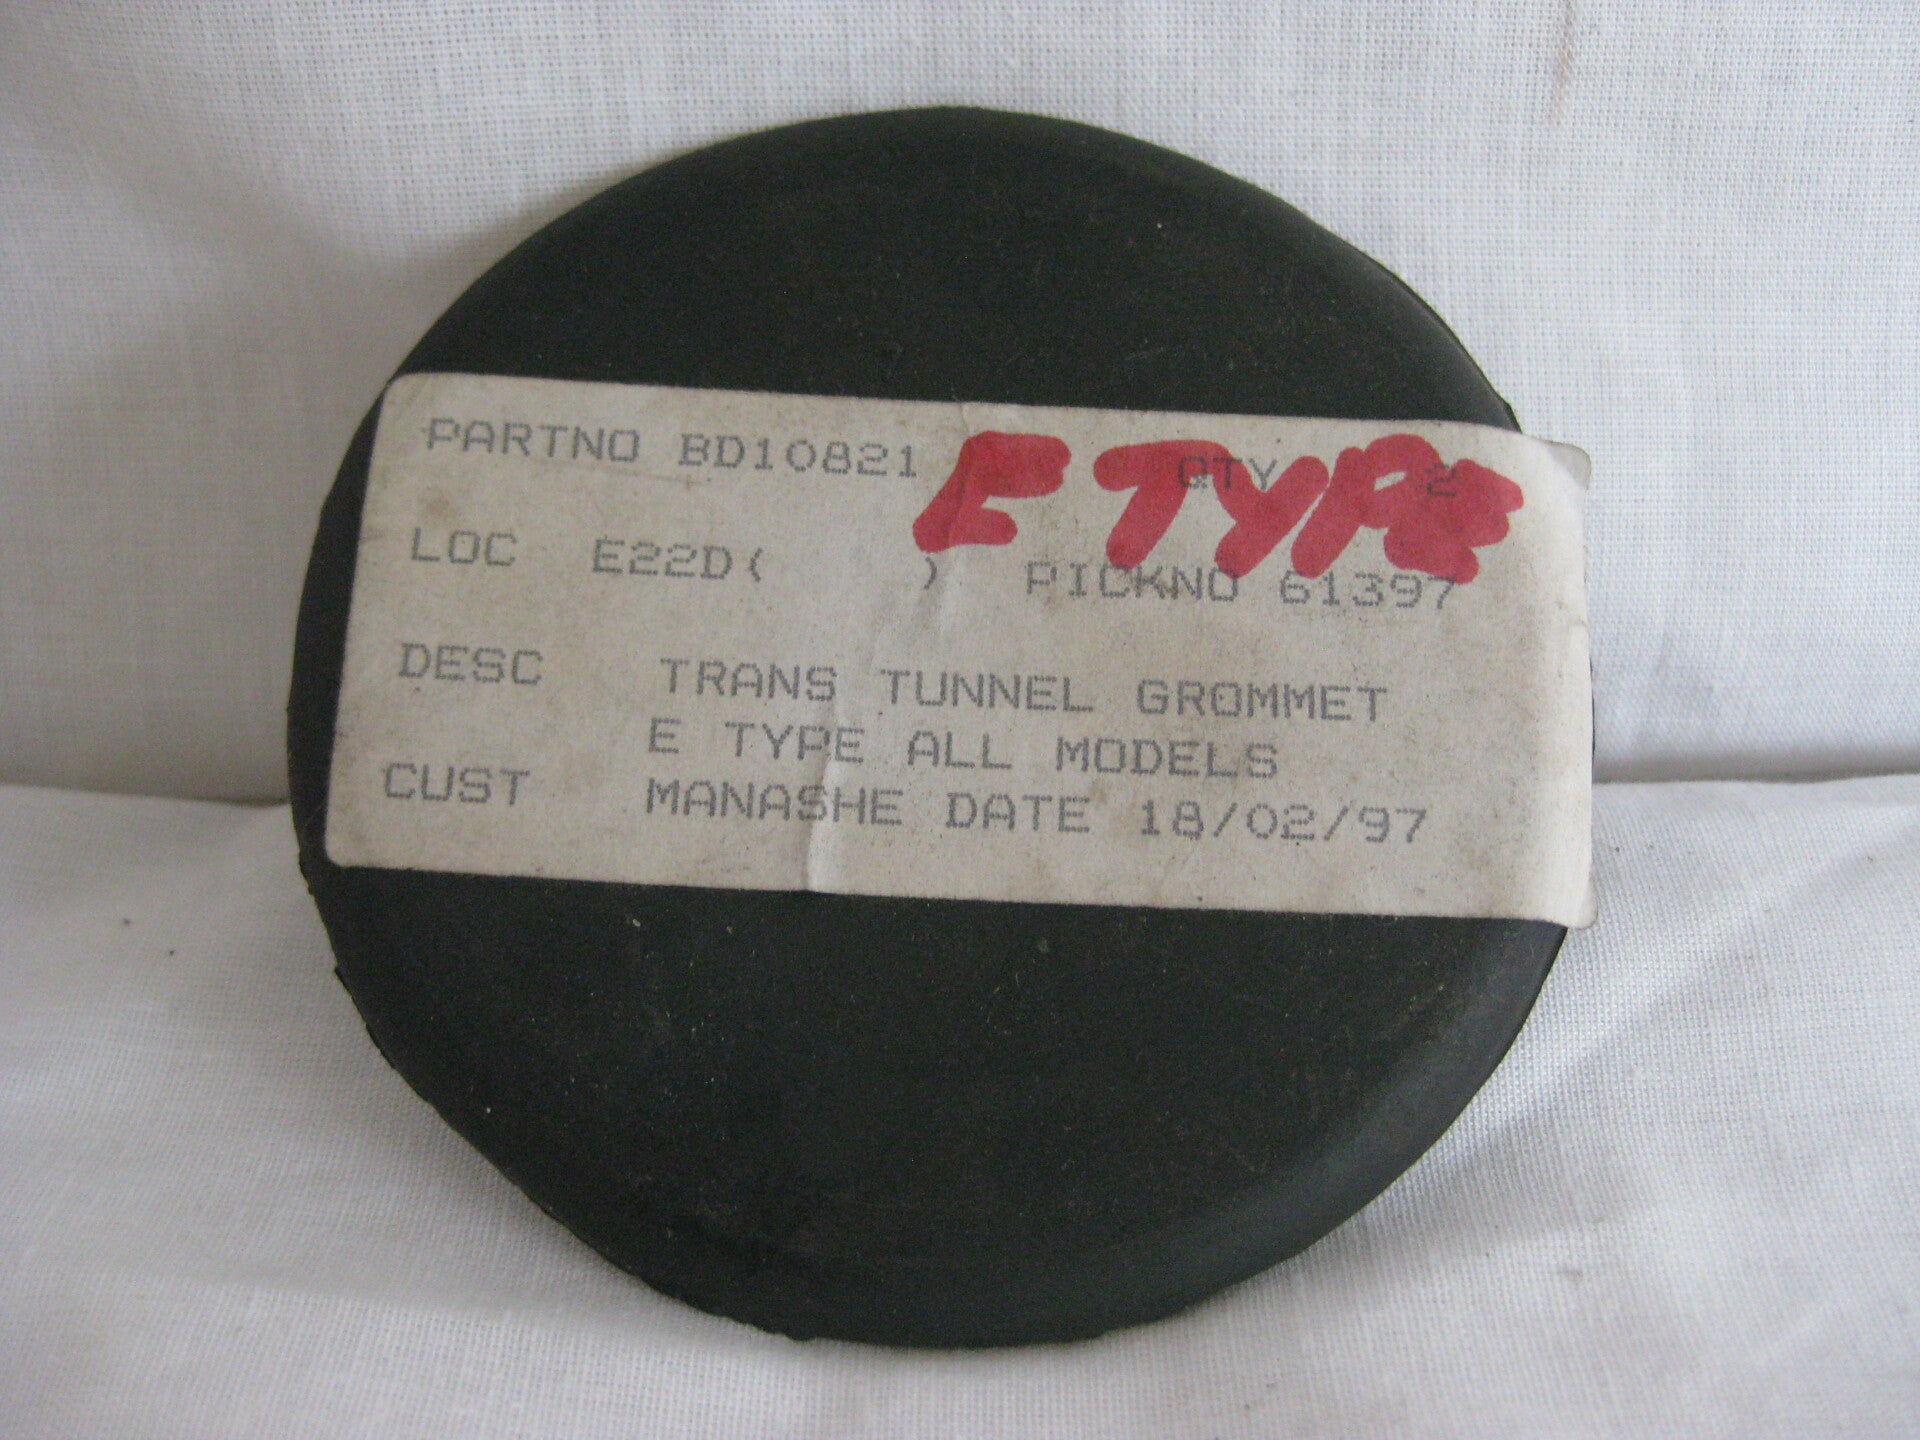 PARTNO BD10821 QTY 2
E TYPE
LOC E22D( ) PICKNO 61397
DESC TRANS TUNNEL GROMMET
E TYPE ALL MODELS
CUST MANASHE DATE 18/02/97